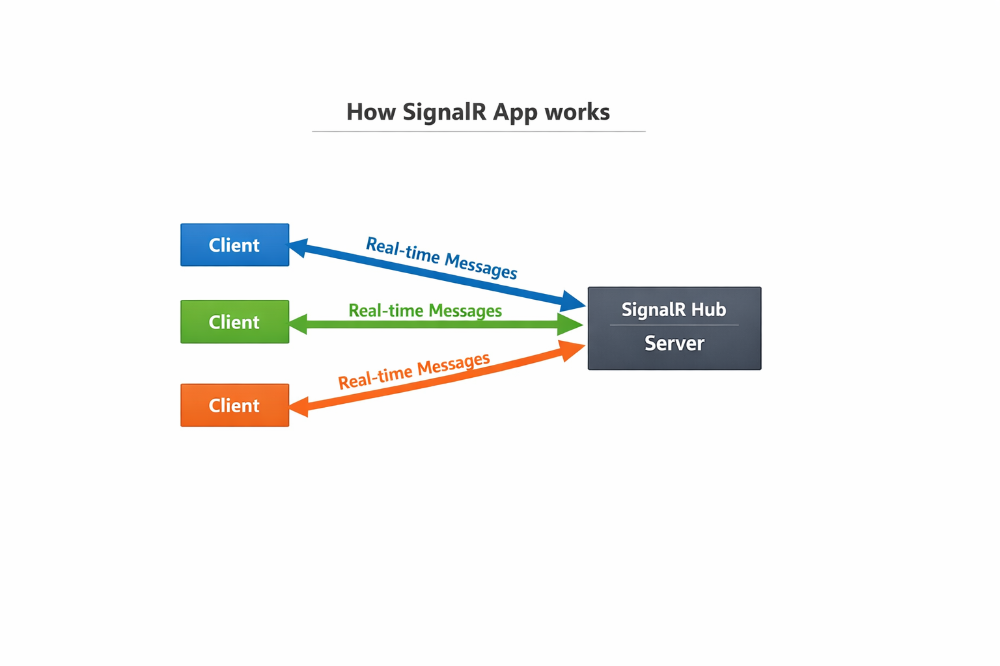 How SignalR App works
Client
Real-time Messages
Client
Real-time Messages
SignalR Hub
Server
Client
Real-time Messages